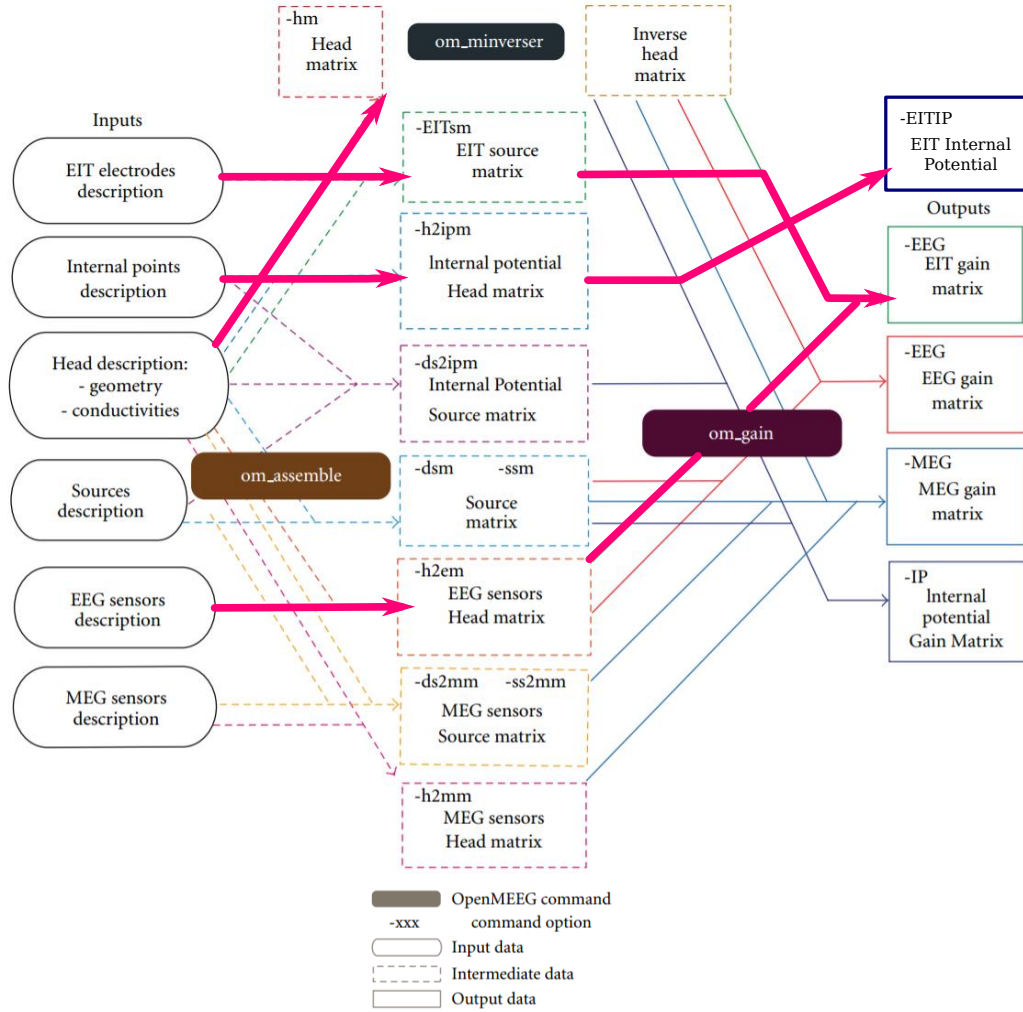 -hm
Head
matrix
om_minverser
Inverse
head
matrix
Inputs
EIT electrodes
description
Internal points
description
Head description:
- geometry
- conductivities
Sources
description
EEG sensors
description
MEG sensors
description
om_assemble
-EITsm
EIT source
matrix
-h2ipm
Internal potential
Head matrix
-ds2ipm
Internal Potential
Source matrix
-dsm -ssm
Source
matrix
-h2em
EEG sensors
Head matrix
-ds2mm -ss2mm
MEG sensors
Source matrix
-h2mm
MEG sensors
Head matrix
om_gain
-EITIP
EIT Internal
Potential
Outputs
-EEG
EIT gain
matrix
-EEG
EEG gain
matrix
-MEG
MEG gain
matrix
-IP
Internal
potential
Gain Matrix
OpenMEEG command
-xxx command option
Input data
Intermediate data
Output data